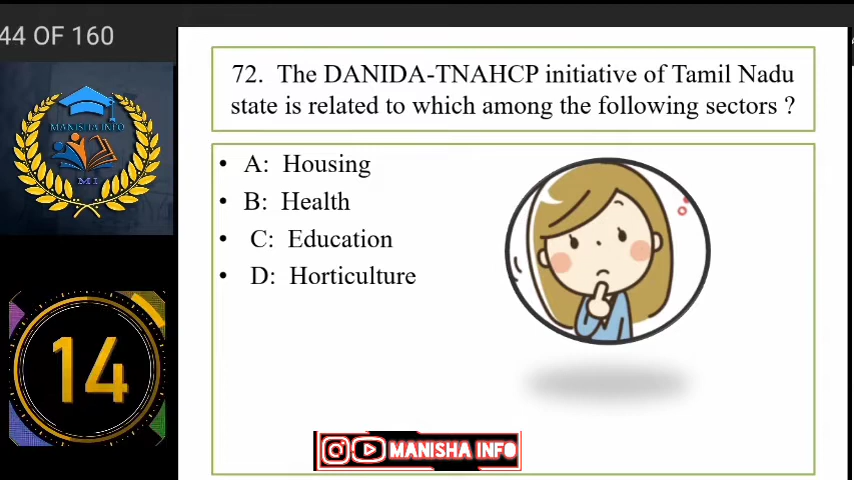 44 OF 160
MANISHA INFO
MI
14
72. The DANIDA-TNAHCP initiative of Tamil Nadu
state is related to which among the following sectors ?
• A: Housing
• B: Health
• C: Education
• D: Horticulture
MANISHA INFO